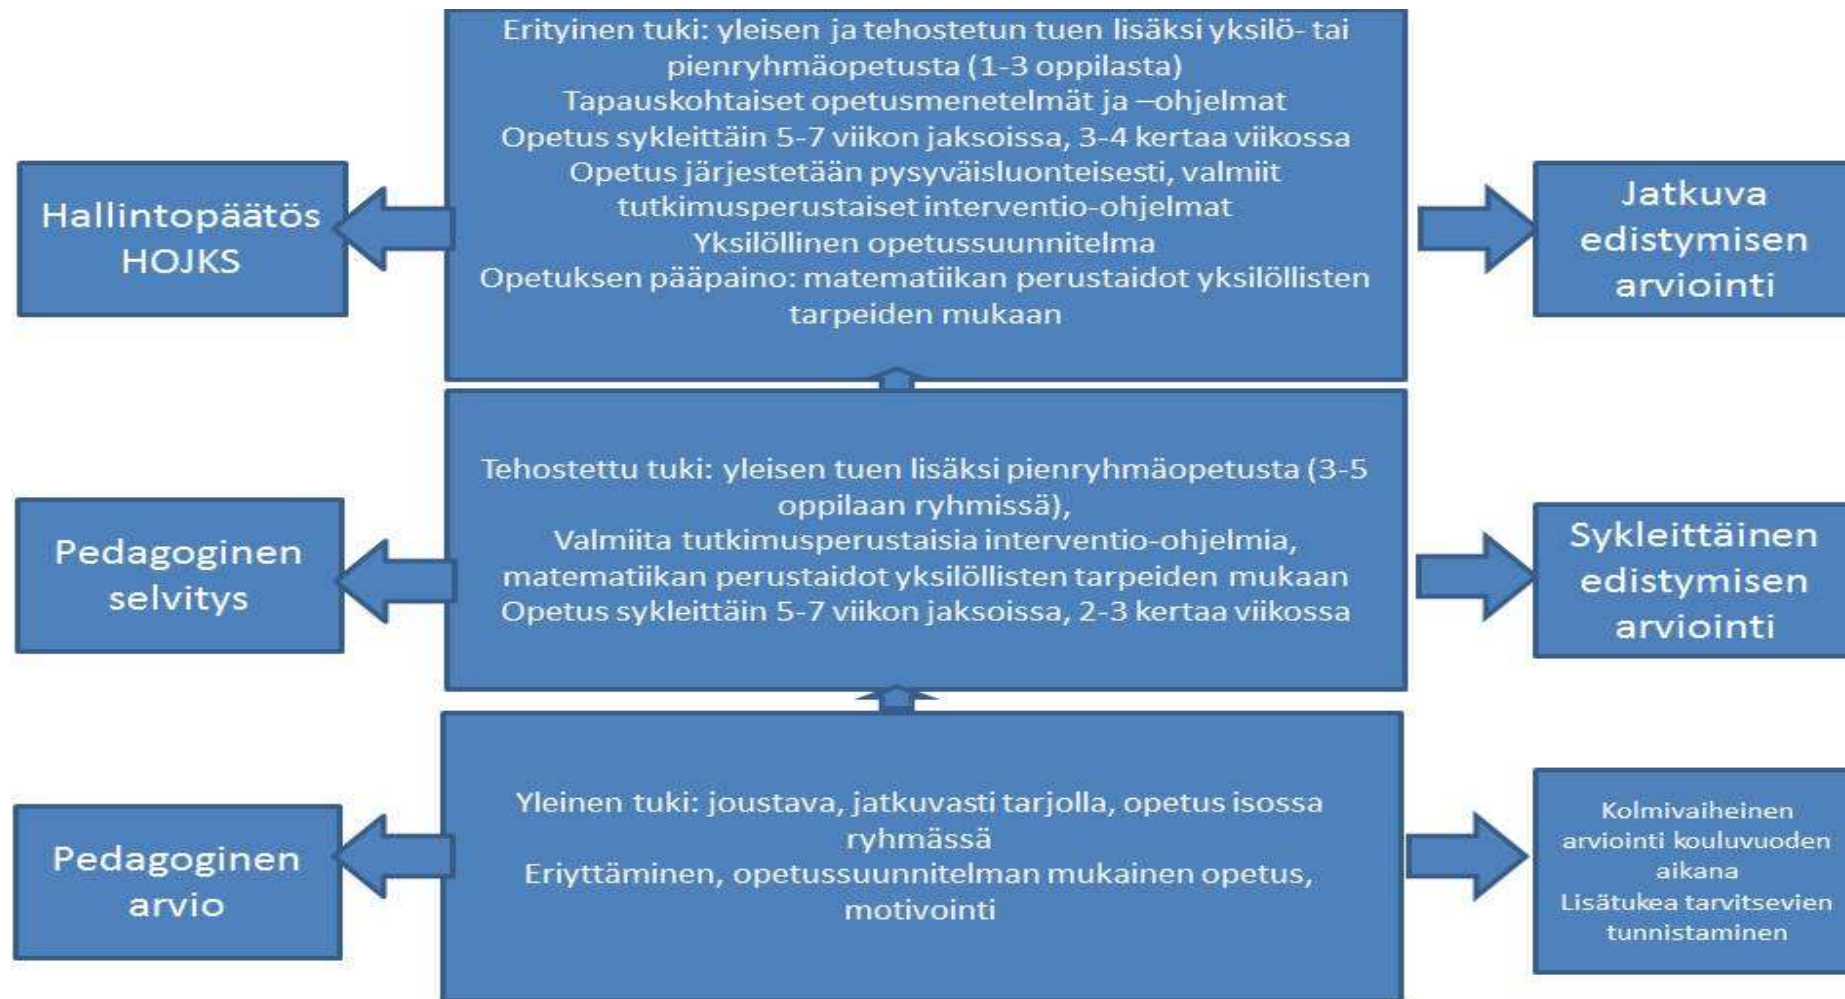 Erityinen tuki: yleisen ja tehostetun tuen lisäksi yksilö- tai
pienryhmäopetusta (1-3 oppilasta)
Tapauskohtaiset opetusmenetelmät ja –ohjelmat
Opetus sykleittäin 5-7 viikon jaksoissa, 3-4 kertaa viikossa
Opetus järjestetään pysyväisluonteisesti, valmiit
tutkimusperustaiset interventio-ohjelmat
Yksilöllinen opetussuunnitelma
Opetuksen pääpaino: matematiikan perustaidot yksilöllisten
tarpeiden mukaan
Hallintopäätös
HOJKS
Jatkuva
edistymisen
arviointi
Tehostettu tuki: yleisen tuen lisäksi pienryhmäopetusta (3-5
oppilaan ryhmissä),
Valmiita tutkimusperustaisia interventio-ohjelmia,
matematiikan perustaidot yksilöllisten tarpeiden mukaan
Opetus sykleittäin 5-7 viikon jaksoissa, 2-3 kertaa viikossa
Pedagoginen
selvitys
Sykleittäinen
edistymisen
arviointi
Yleinen tuki: joustava, jatkuvasti tarjolla, opetus isossa
ryhmässä
Eriyttäminen, opetussuunnitelman mukainen opetus,
motivointi
Pedagoginen
arvio
Kolmivaiheinen
arviointi kouluvuoden
aikana
Lisätukea tarvitsevien
tunnistaminen